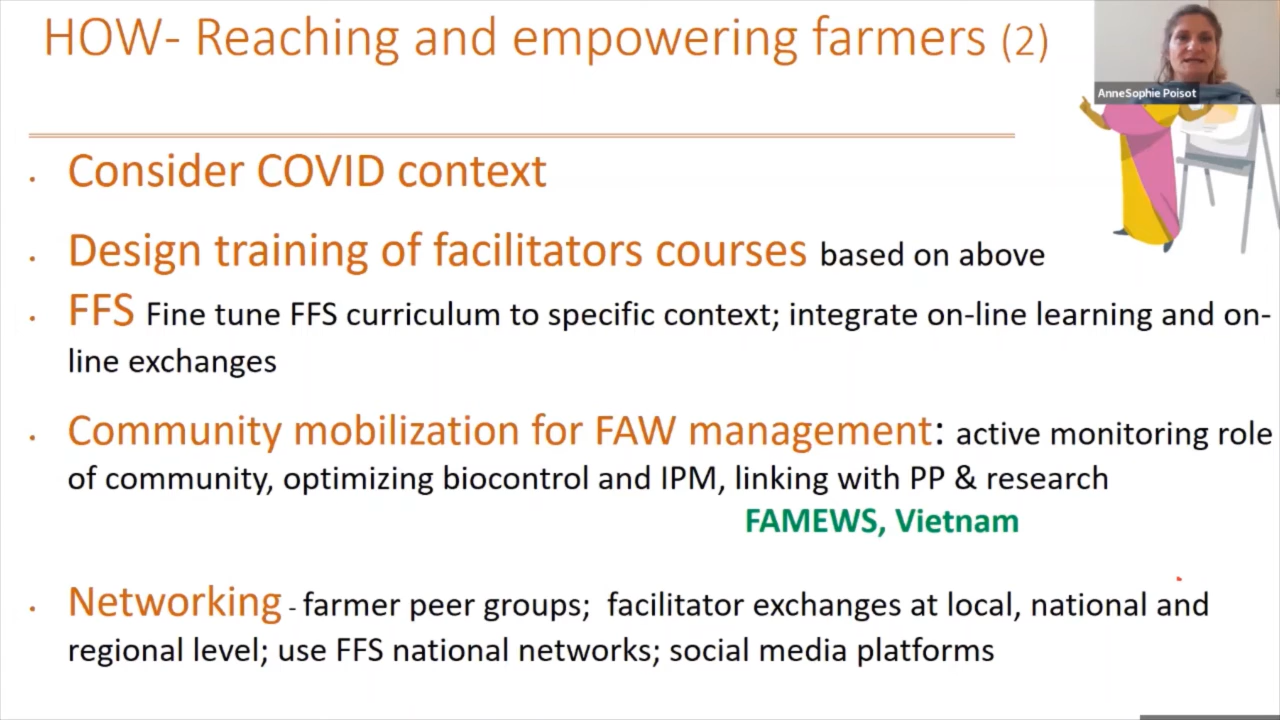 HOW- Reaching and empowering farmers (2)
AnneSophie Poisot
· Consider COVID context
· Design training of facilitators courses based on above
· FFS Fine tune FFS curriculum to specific context; integrate on-line learning and on-
line exchanges
· Community mobilization for FAW management: active monitoring role
of community, optimizing biocontrol and IPM, linking with PP & research
FAMEWS, Vietnam
· Networking - farmer peer groups; facilitator exchanges at local, national and
regional level; use FFS national networks; social media platforms